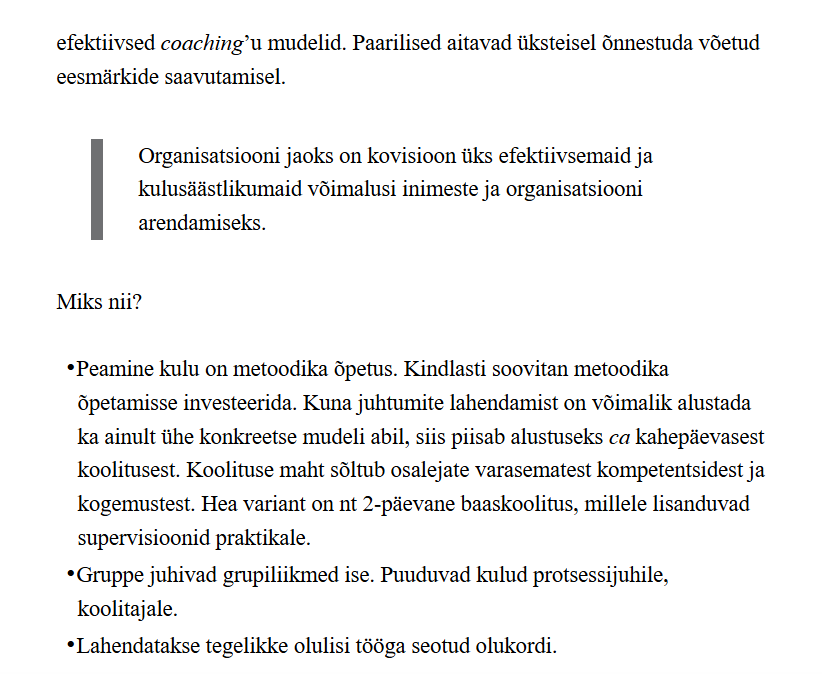 efektiivsed coaching’u mudelid. Paarilised aitavad üksteisel õnnestuda võetud
eesmärkide saavutamisel.
Organisatsiooni jaoks on kovisioon üks efektiivsemaid ja
kulusäästlikumaid võimalusi inimeste ja organisatsiooni
arendamiseks.
Miks nii?
•Peamine kulu on metoodika õpetus. Kindlasti soovitan metoodika
õpetamisse investeerida. Kuna juhtumite lahendamist on võimalik alustada
ka ainult ühe konkreetse mudeli abil, siis piisab alustuseks ca kahepäevasest
koolitusest. Koolituse maht sõltub osalejate varasematest kompetentsidest ja
kogemustest. Hea variant on nt 2-päevane baaskoolitus, millele lisanduvad
supervisioonid praktikale.
•Gruppe juhivad grupiliikmed ise. Puuduvad kulud protsessijuhile,
koolitajale.
•Lahendatakse tegelikke olulisi tööga seotud olukordi.